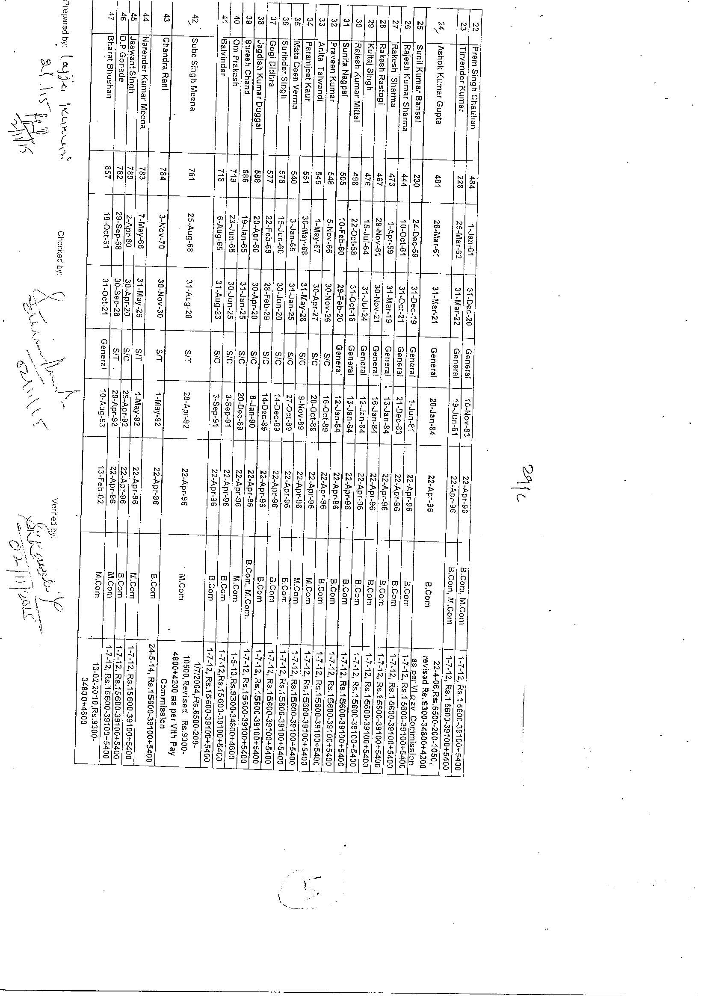 29/c
22 Prem Singh Chauhan 484 1-Jan-61 31-Dec-20 General 10-Nov-83 22-Apr-96 B.Com, M.Com 1-7-12, Rs.15600-39100+5400
23 Tirvender Kumar 228 25-Mar-62 31-Mar-22 General 19-Jun-81 22-Apr-96 B.Com, M.Com 1-7-12, Rs.15600-39100+5400
24 Ashok Kumar Gupta 481 26-Mar-61 31-Mar-21 General 20-Jan-84 22-Apr-96 B.Com 22-4-06,Rs.6500-200-1050,
revised Rs.9300-34800+4200
as per VI pay Commission
25 Sunil Kumar Bansal 230 24-Dec-59 31-Dec-19 General 1-Jun-81 22-Apr-96 B.Com 1-7-12, Rs.15600-39100+5400
26 Rajesh Kumar Sharma 444 10-Oct-61 31-Oct-21 General 21-Dec-83 22-Apr-96 B.Com 1-7-12, Rs.15600-39100+5400
27 Rakesh Sharma 473 1-Apr-59 31-Mar-19 General 13-Jan-84 22-Apr-96 B.Com 1-7-12, Rs.15600-39100+5400
28 Rakesh Rastogi 467 29-Nov-61 30-Nov-21 General 16-Jan-84 22-Apr-96 B.Com 1-7-12, Rs.15600-39100+5400
29 Kultaj Singh 476 15-Jul-64 31-Jul-24 General 12-Jan-84 22-Apr-96 B.Com 1-7-12, Rs.15600-39100+5400
30 Rajesh Kumar Mittal 498 22-Oct-58 31-Oct-18 General 13-Jan-84 22-Apr-96 B.Com 1-7-12, Rs.15600-39100+5400
31 Sunita Nagpal 505 10-Feb-60 29-Feb-20 General 12-Jan-84 22-Apr-96 B.Com 1-7-12, Rs.15600-39100+5400
32 Praveen Kumar 548 5-Nov-66 30-Nov-26 S/C 16-Oct-89 22-Apr-96 B.Com 1-7-12, Rs.15600-39100+5400
33 Anita Talwandi 545 1-May-67 30-Apr-27 S/C 20-Oct-89 22-Apr-96 B.Com 1-7-12, Rs.15600-39100+5400
34 Paramjeet Kaur 551 30-May-68 31-May-28 S/C 9-Nov-89 22-Apr-96 M.Com 1-7-12, Rs.15600-39100+5400
35 Mata Deen Verma 540 3-Jan-65 31-Jan-25 S/C 27-Oct-89 22-Apr-96 M.Com 1-7-12, Rs.15600-39100+5400
36 Surinder Singh 578 15-Jun-60 30-Jun-20 S/C 14-Dec-89 22-Apr-96 B.Com 1-7-12, Rs.15600-39100+5400
37 Gogi Didhra 577 22-Feb-69 28-Feb-29 S/C 14-Dec-89 22-Apr-96 B.Com 1-7-12, Rs.15600-39100+5400
38 Jagdish Kumar Duggal 588 20-Apr-60 30-Apr-20 S/C 8-Jan-90 22-Apr-96 B.Com 1-7-12, Rs.15600-39100+5400
39 Suresh Chand 586 19-Jan-65 31-Jan-25 S/C 20-Dec-89 22-Apr-96 B.Com, M.Com. 1-7-12, Rs.15600-39100+5400
40 Om Prakash 719 23-Jun-65 30-Jun-25 S/C 3-Sep-91 22-Apr-96 M.Com 1-5-13,Rs.9300-34800+4600
41 Balvinder 718 6-Aug-65 31-Aug-23 S/C 3-Sep-91 22-Apr-96 B.Com 1-7-12,Rs.15600-30100+5400
22-Apr-96 B.Com 1-7-12, Rs.15600-39100+5400
42 Sube Singh Meena 781 25-Aug-68 31-Aug-28 S/T 28-Apr-92 22-Apr-96 M.Com 1/7/2004,Rs.6500-200-
10500,Revised Rs.9300-
4800+4200 as per VIth Pay
Commission
43 Chandra Rani 784 3-Nov-70 30-Nov-30 S/T 1-May-92 22-Apr-96 B.Com 24-5-14, Rs.15600-39100+5400
44 Narender Kumar Meena 783 7-May-66 31-May-26 S/T 1-May-92 22-Apr-96 M.Com 1-7-12, Rs.15600-39100+5400
45 Jaswant Singh 780 2-Apr-60 30-Apr-20 S/C 29-Apr-92 22-Apr-96 B.Com 1-7-12, Rs.15600-39100+5400
46 D.P Gonade 782 29-Sep-68 30-Sep-28 S/T 29-Apr-92 22-Apr-96 M.Com 1-7-12, Rs.15600-39100+5400
47 Bharat Bhushan 857 18-Oct-61 31-Oct-21 General 10-Aug-93 13-Feb-02 M.Com 13-02-2010,Rs.9300-
34800+4600
Prepared by: Lajja Kumari Checked by: Verified by:
2/11/15 02/11/15 02/11/2015
5